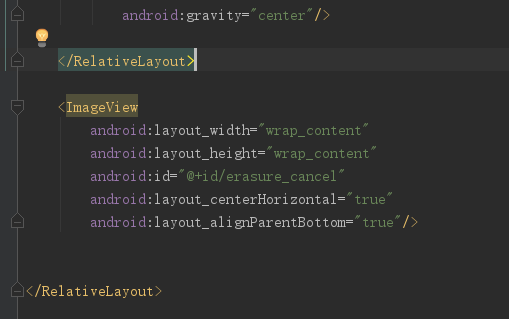 android:gravity="center"/>
</RelativeLayout>
<ImageView
android:layout_width="wrap_content"
android:layout_height="wrap_content"
android:id="@+id/erasure_cancel"
android:layout_centerHorizontal="true"
android:layout_alignParentBottom="true"/>
</RelativeLayout>